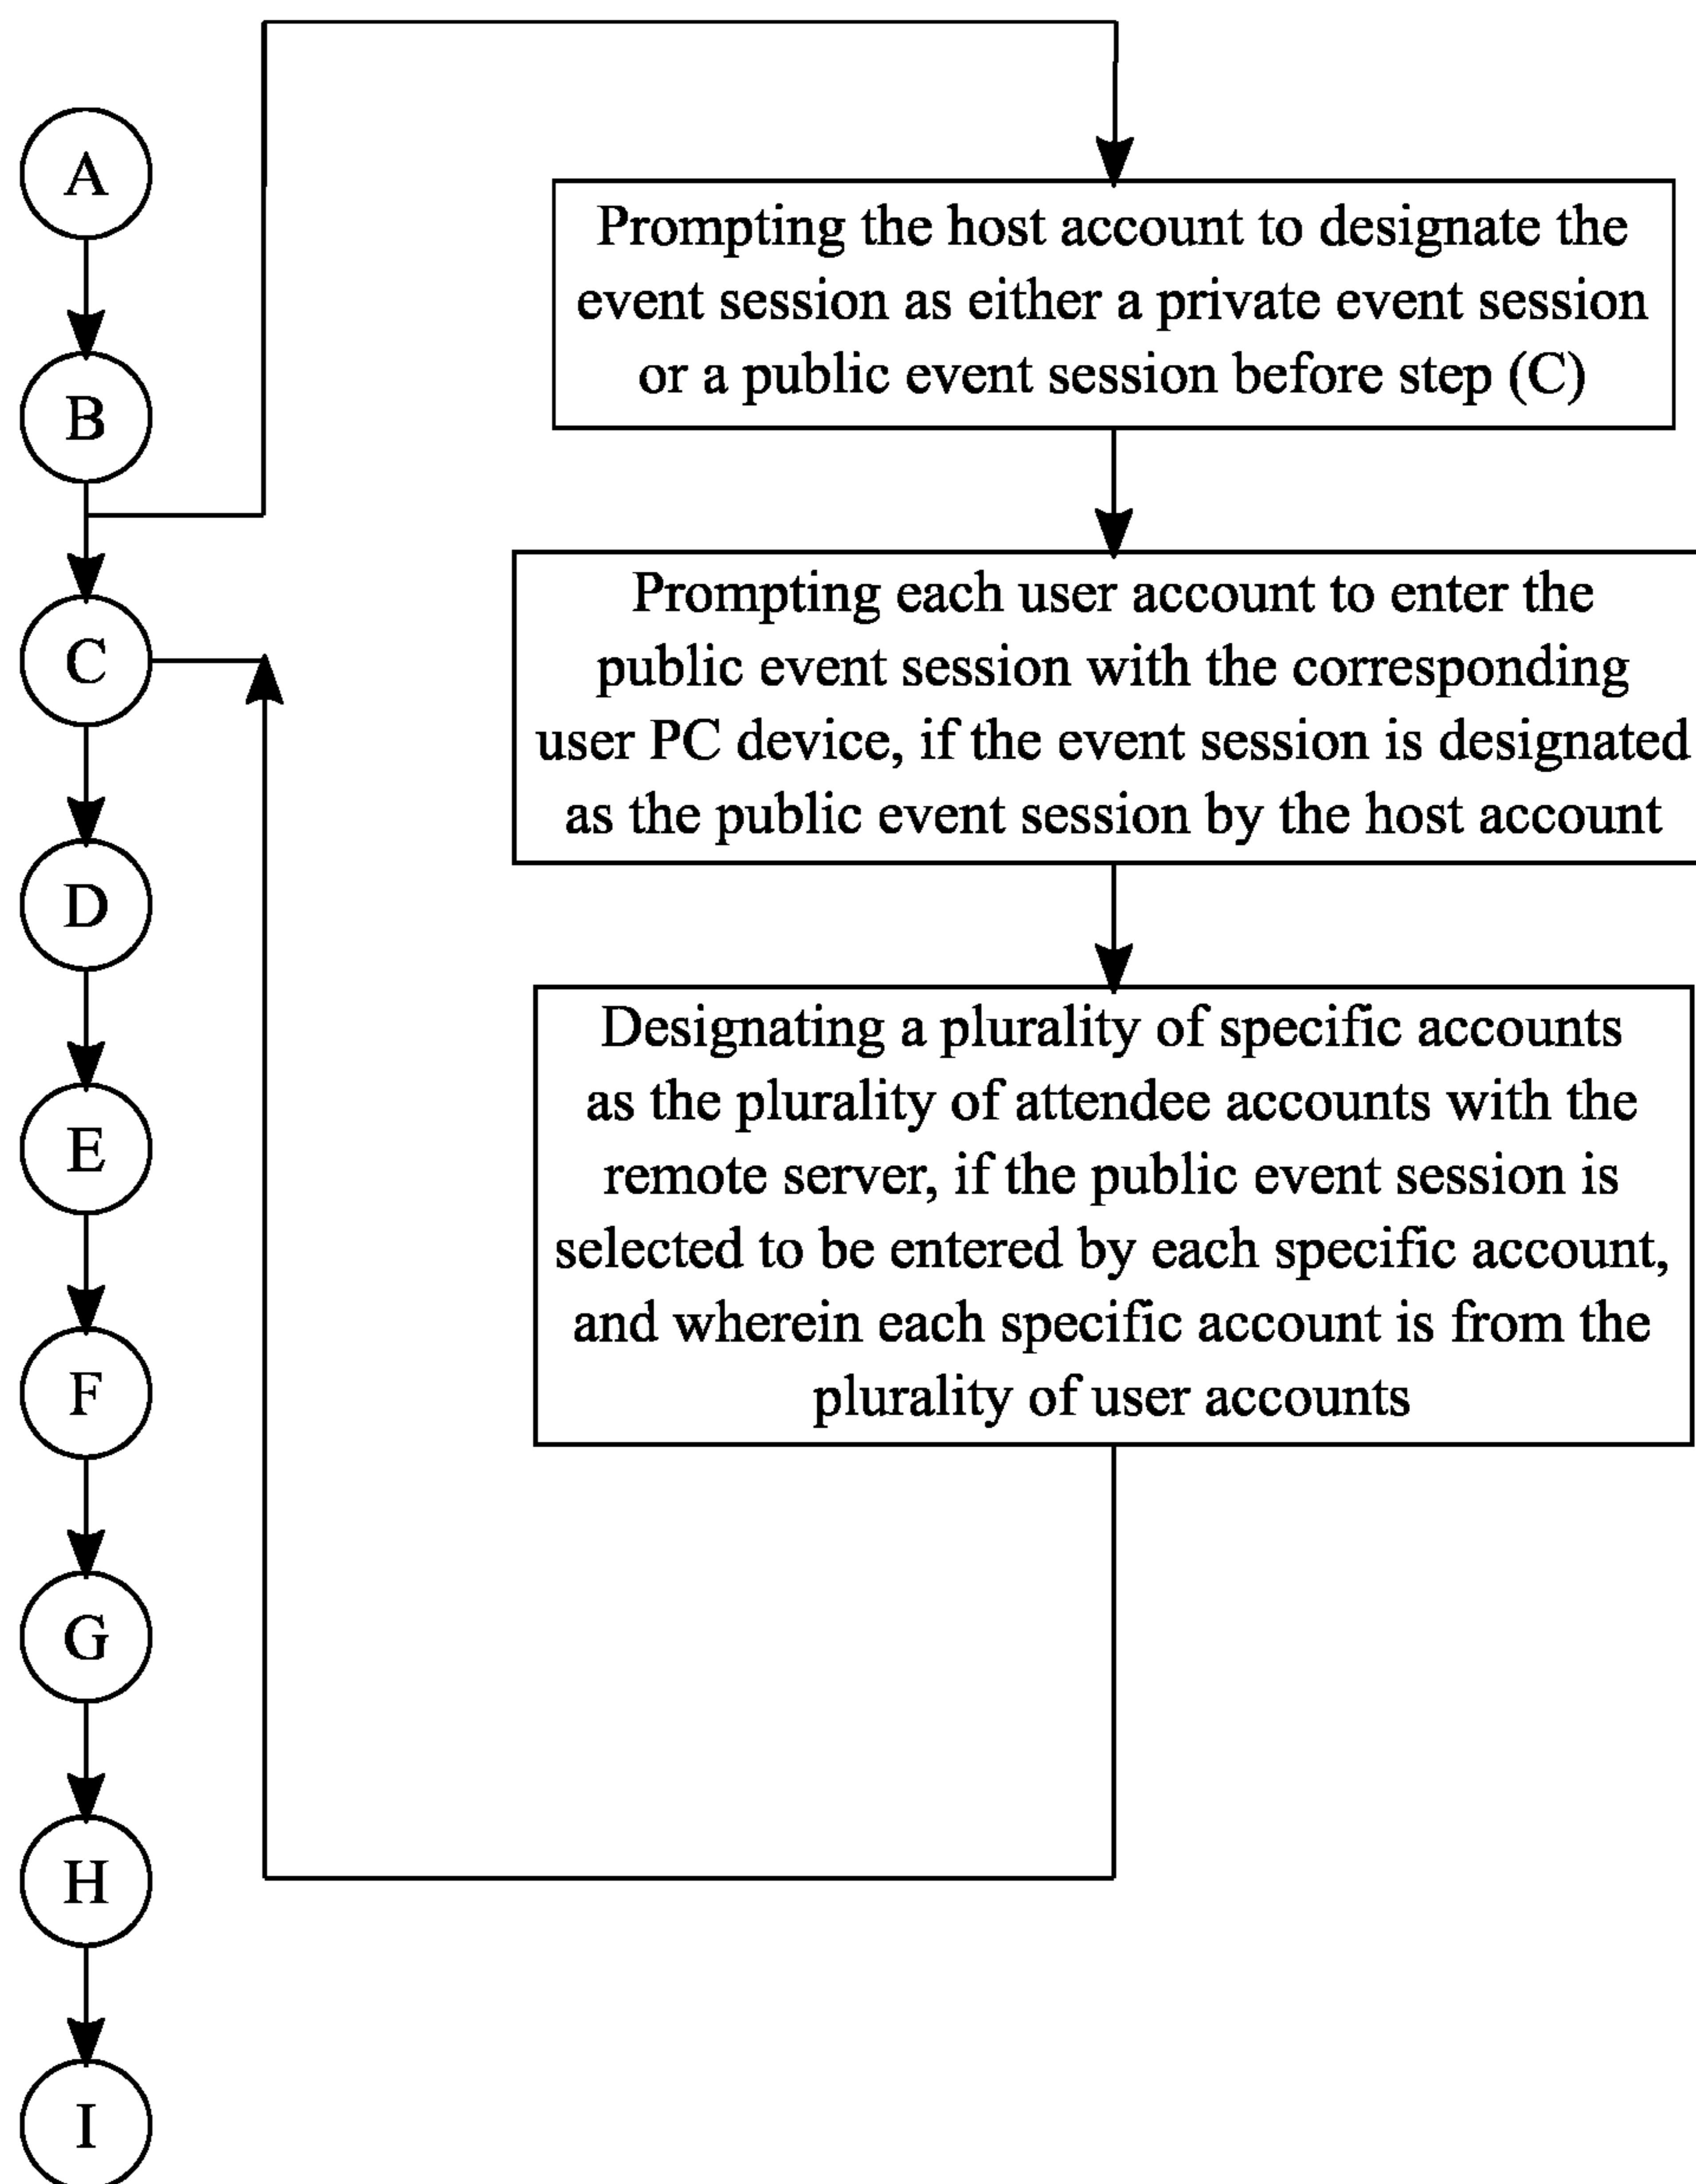 A
B
C
D
E
F
G
H
I
Prompting the host account to designate the
event session as either a private event session
or a public event session before step (C)
Prompting each user account to enter the
public event session with the corresponding
user PC device, if the event session is designated
as the public event session by the host account
Designating a plurality of specific accounts
as the plurality of attendee accounts with the
remote server, if the public event session is
selected to be entered by each specific account,
and wherein each specific account is from the
plurality of user accounts